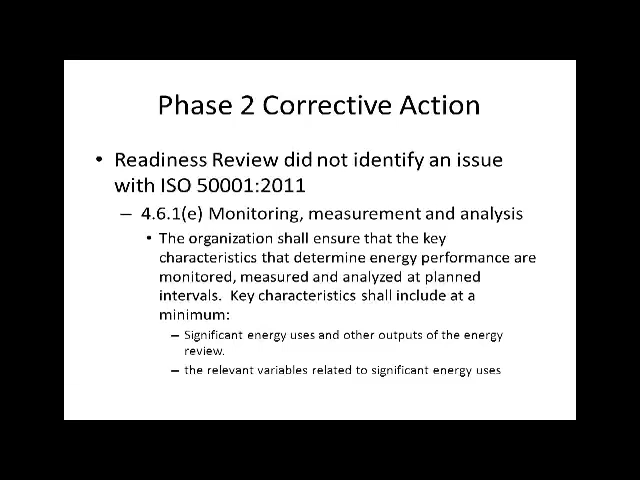 Phase 2 Corrective Action
• Readiness Review did not identify an issue
with ISO 50001:2011
– 4.6.1(e) Monitoring, measurement and analysis
• The organization shall ensure that the key
characteristics that determine energy performance are
monitored, measured and analyzed at planned
intervals. Key characteristics shall include at a
minimum:
– Significant energy uses and other outputs of the energy
review.
– the relevant variables related to significant energy uses